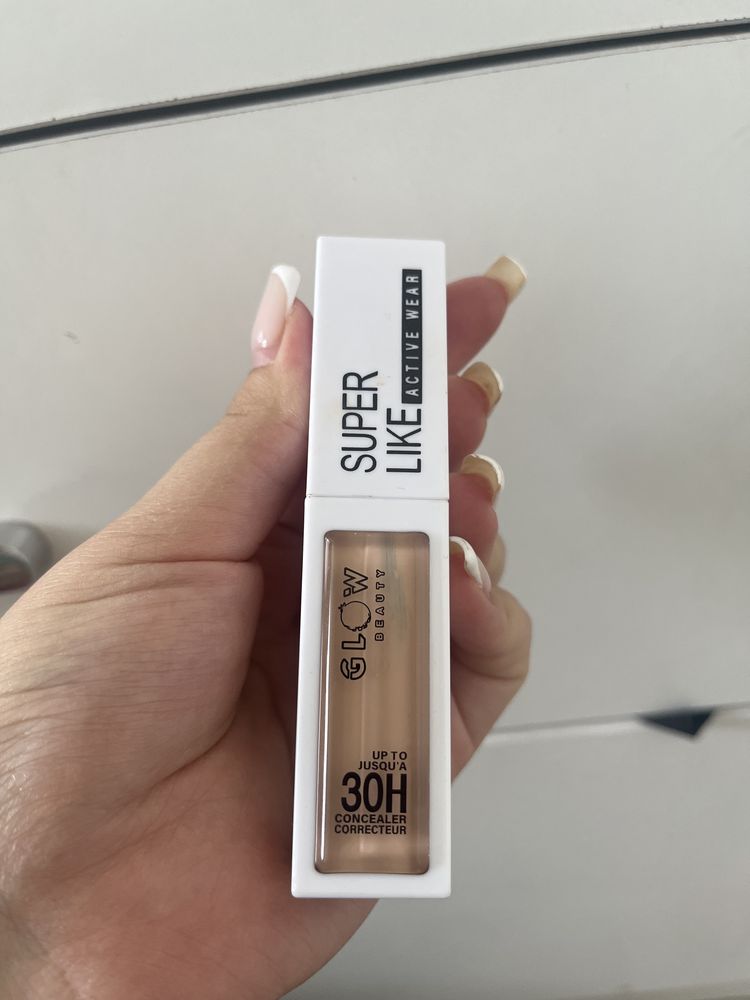 SUPER
LIKE
ACTIVE WEAR
GLOW
BEAUTY
UP TO
JUSQU'A
30H
CONCEALER
CORRECTEUR